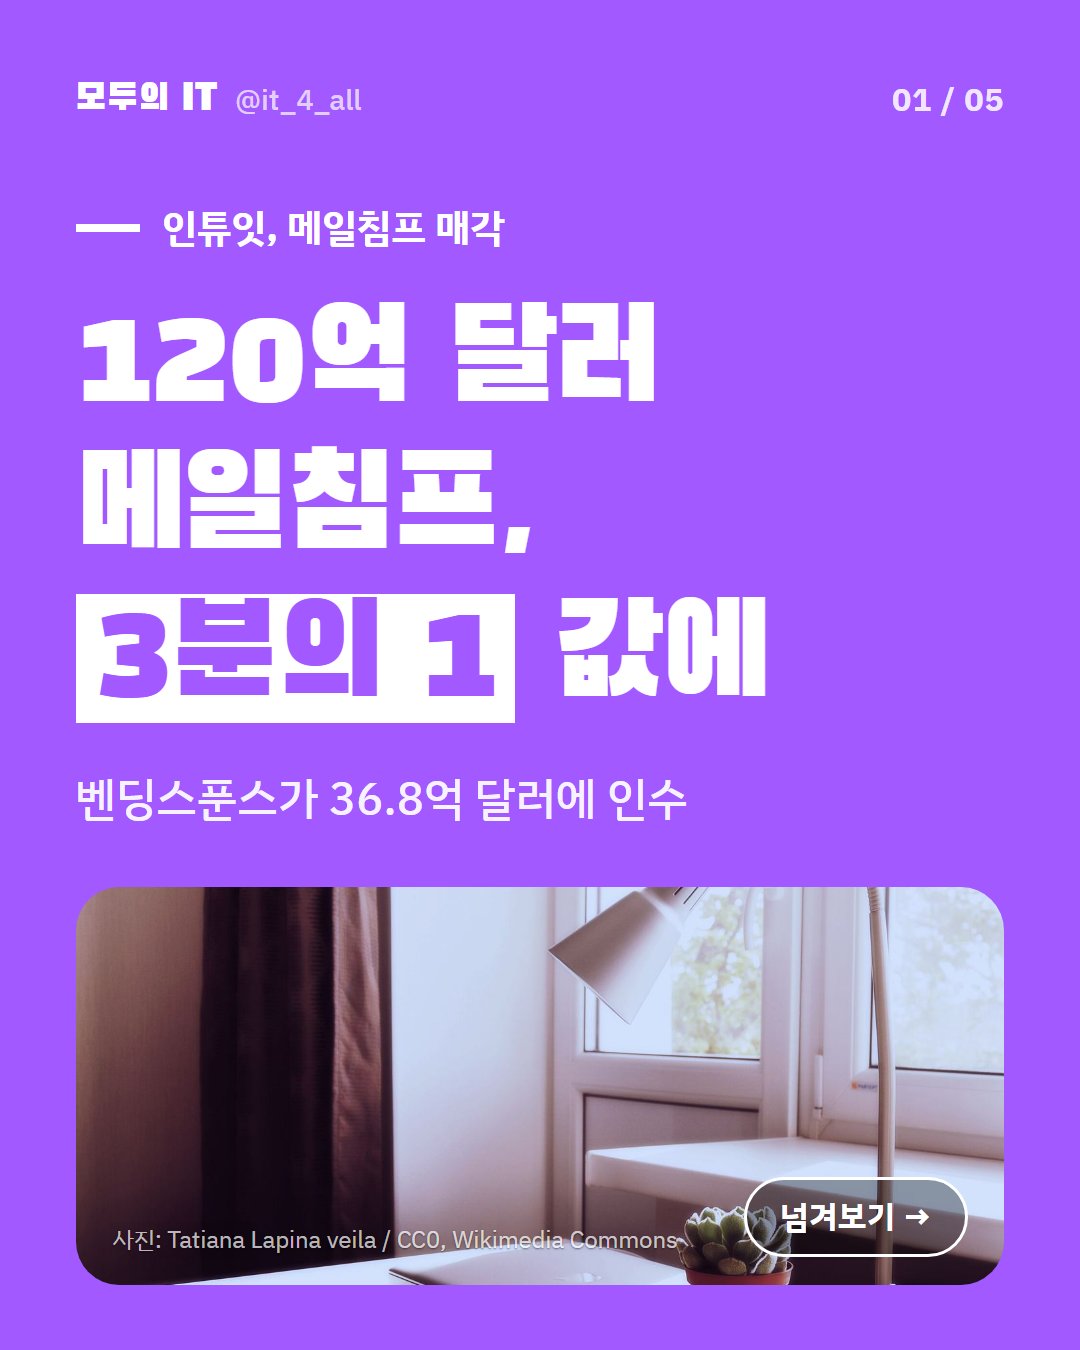 모두의 IT @it_4_all
01 / 05
인튜잇, 메일침프 매각
120억 달러
메일침프,
3분의 1 값에
벤딩스푼스가 36.8억 달러에 인수
넘겨보기 →
사진: Tatiana Lapina veila / CC0, Wikimedia Commons